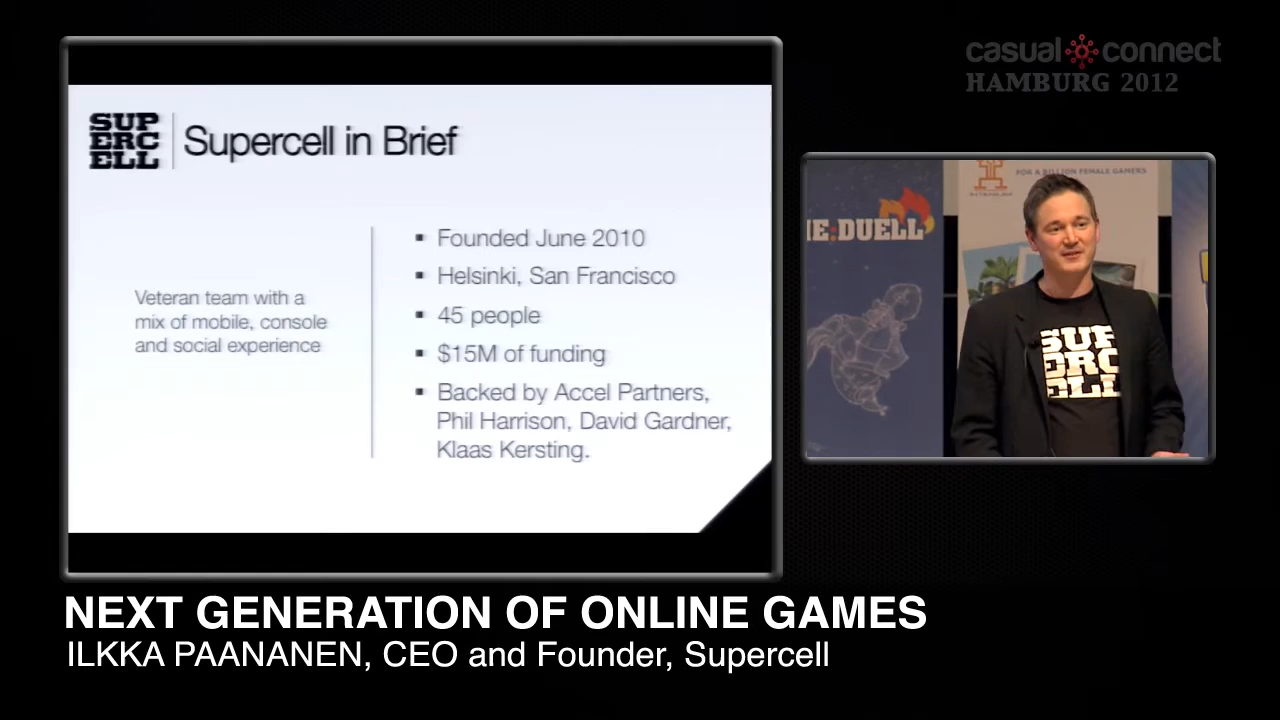 casual connect
HAMBURG 2012
SUP
ERC
ELL
Supercell in Brief
Veteran team with a
mix of mobile, console
and social experience
▪ Founded June 2010
▪ Helsinki, San Francisco
▪ 45 people
▪ $15M of funding
▪ Backed by Accel Partners,
Phil Harrison, David Gardner,
Klaas Kersting.
FOR A BILLION FEMALE GAMERS
E:DUELL
SUP
ERC
ELL
NEXT GENERATION OF ONLINE GAMES
ILKKA PAANANEN, CEO and Founder, Supercell